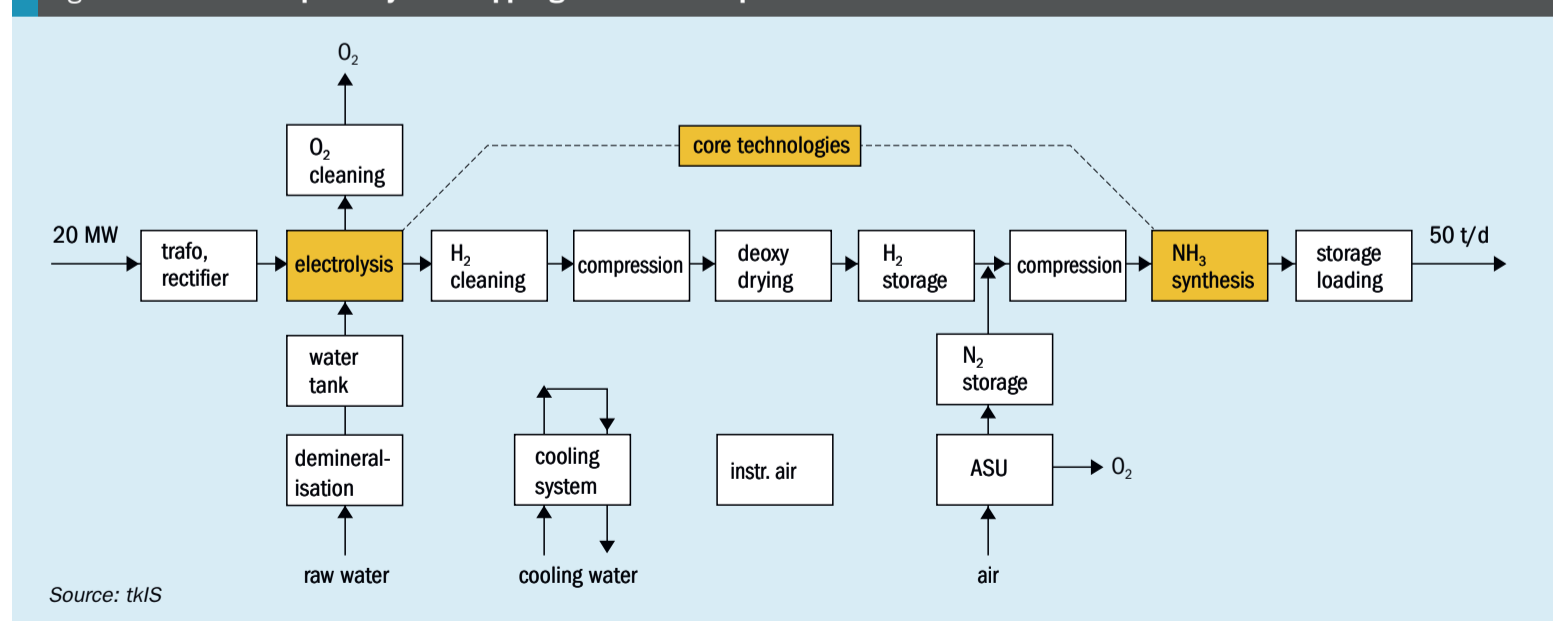 O₂
O₂
cleaning
core technologies
20 MW
trafo,
rectifier
electrolysis
H₂
cleaning
compression
deoxy
drying
H₂
storage
compression
NH₃
synthesis
storage
loading
50 t/d
water
tank
N₂
storage
demineral-
isation
cooling
system
instr. air
ASU
O₂
raw water
cooling water
air
Source: tkIS